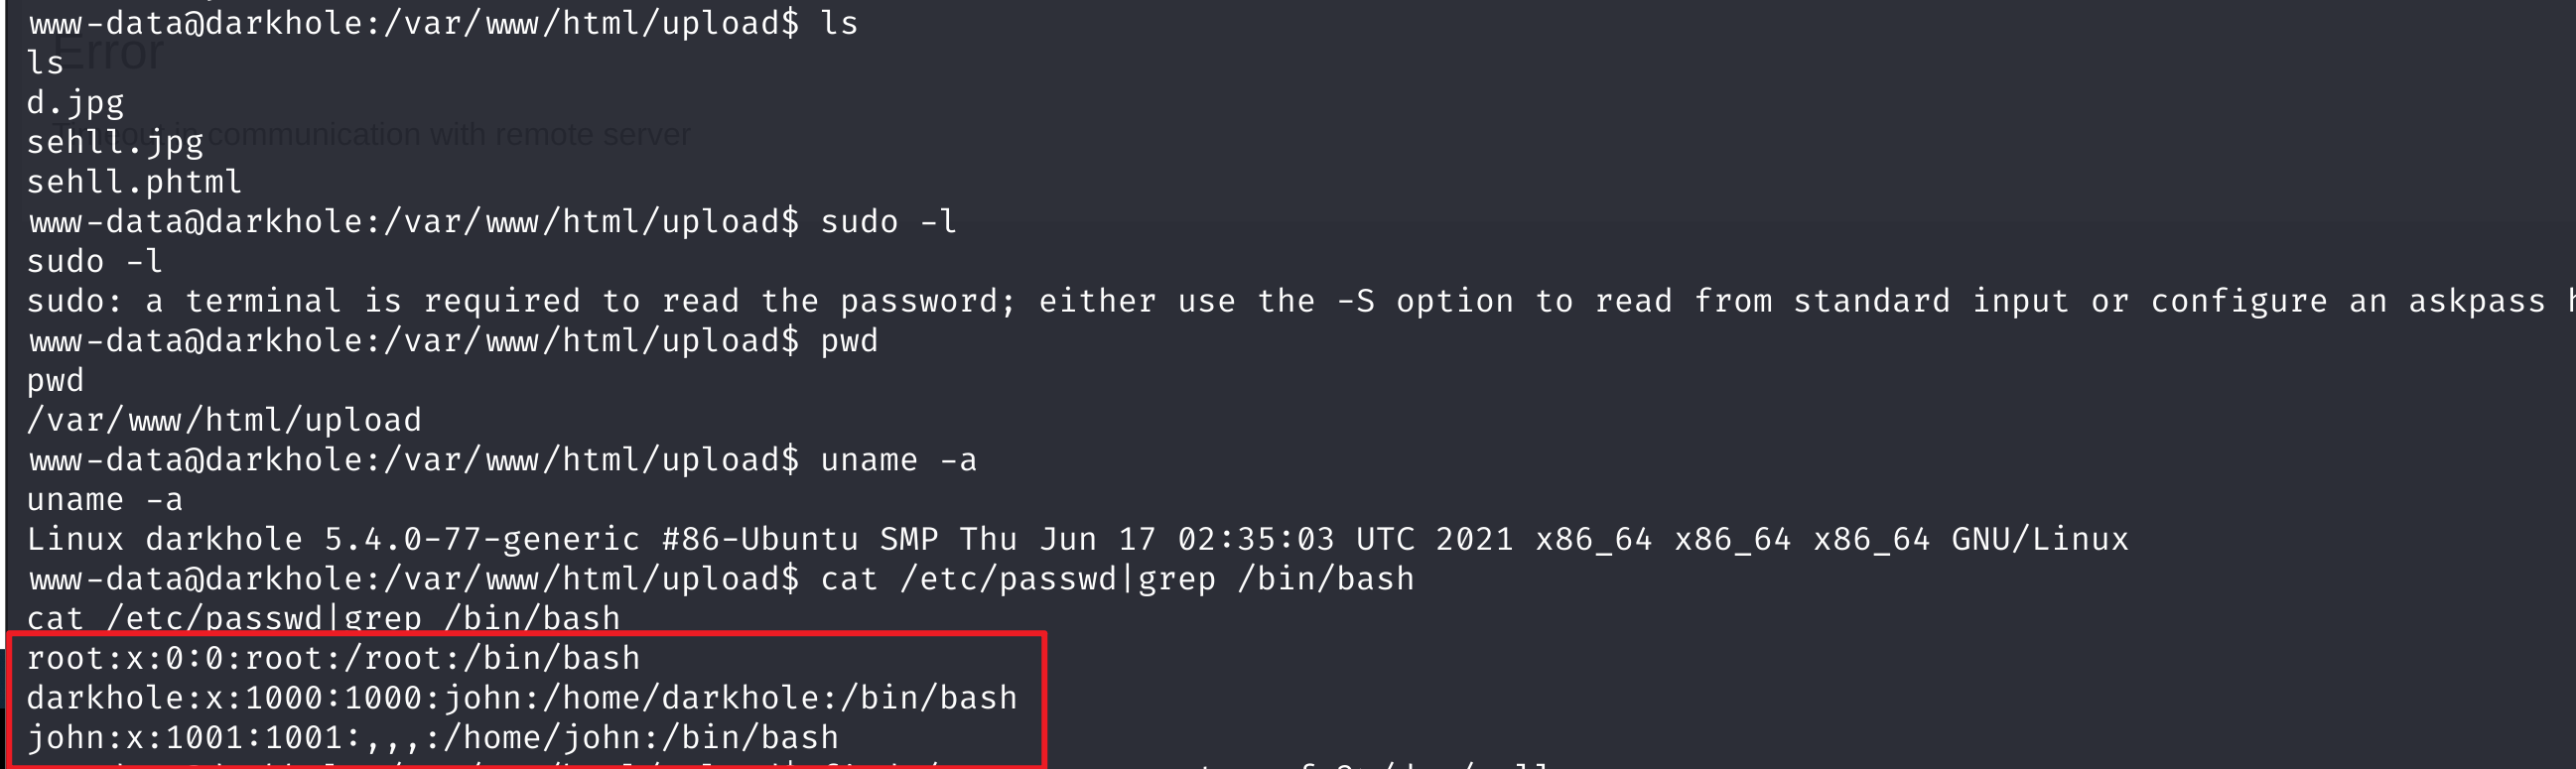 www-data@darkhole:/var/www/html/upload$ ls
Error
ls
d.jpg
communication with remote server
sehll.jpg
sehll.phtml
www-data@darkhole:/var/www/html/upload$ sudo -l
sudo -l
sudo: a terminal is required to read the password; either use the -S option to read from standard input or configure an askpass
www-data@darkhole:/var/www/html/upload$ pwd
pwd
/var/www/html/upload
www-data@darkhole:/var/www/html/upload$ uname -a
uname -a
Linux darkhole 5.4.0-77-generic #86-Ubuntu SMP Thu Jun 17 02:35:03 UTC 2021 x86_64 x86_64 x86_64 GNU/Linux
www-data@darkhole:/var/www/html/upload$ cat /etc/passwd|grep /bin/bash
cat /etc/passwd|grep /bin/bash
root:x:0:0:root:/root:/bin/bash
darkhole:x:1000:1000:john:/home/darkhole:/bin/bash
john:x:1001:1001:,,,:/home/john:/bin/bash